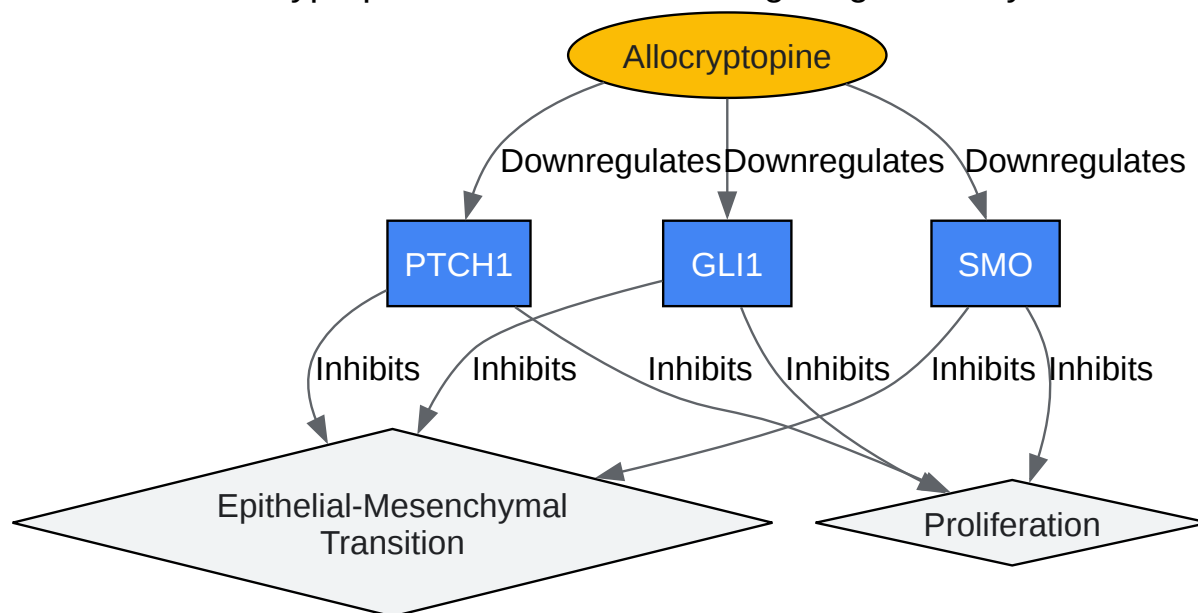 Allocryptopine
Downregulates Downregulates Downregulates
PTCH1 GLI1 SMO
Inhibits Inhibits Inhibits Inhibits Inhibits Inhibits
Epithelial-Mesenchymal
Transition
Proliferation